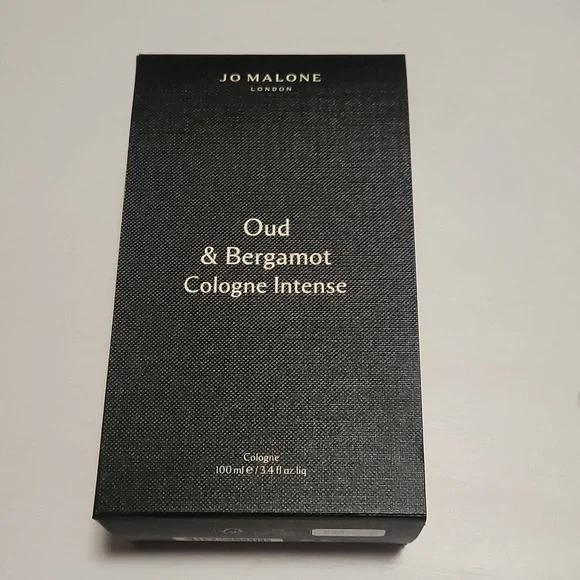 JO MALONE
LONDON
Oud
& Bergamot
Cologne Intense
Cologne
100 ml ℮ / 3.4 fl oz.liq